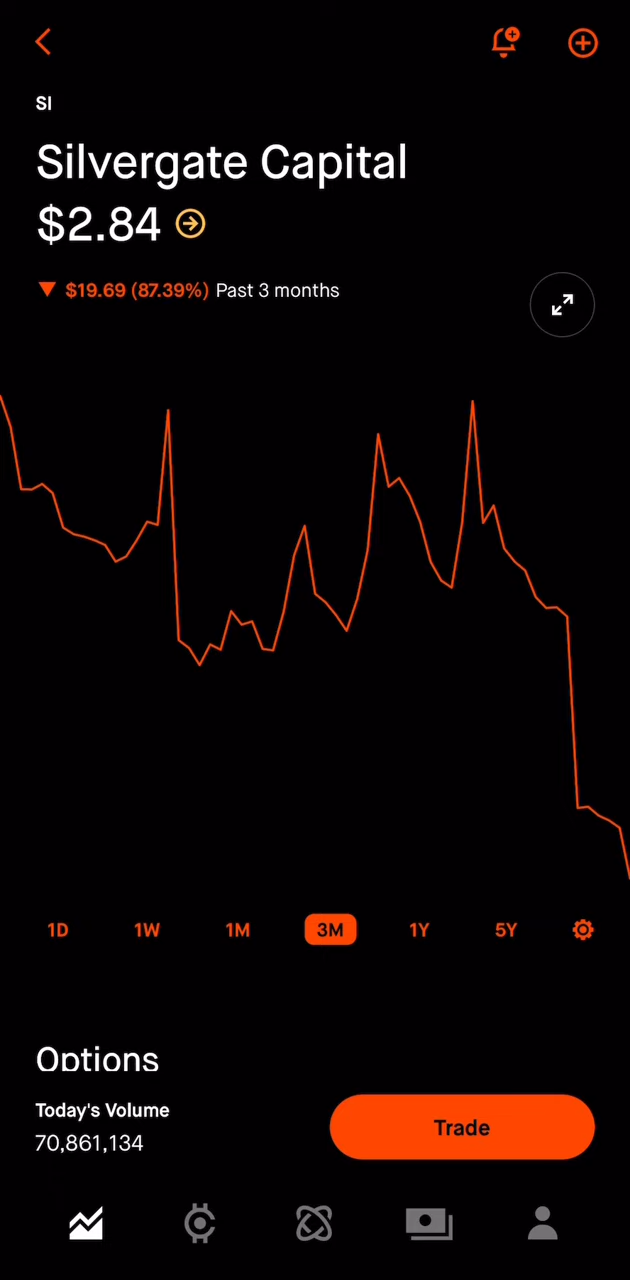 SI
Silvergate Capital
$2.84
$19.69 (87.39%) Past 3 months
1D 1W 1M 3M 1Y 5Y
Options
Today's Volume
70,861,134
Trade